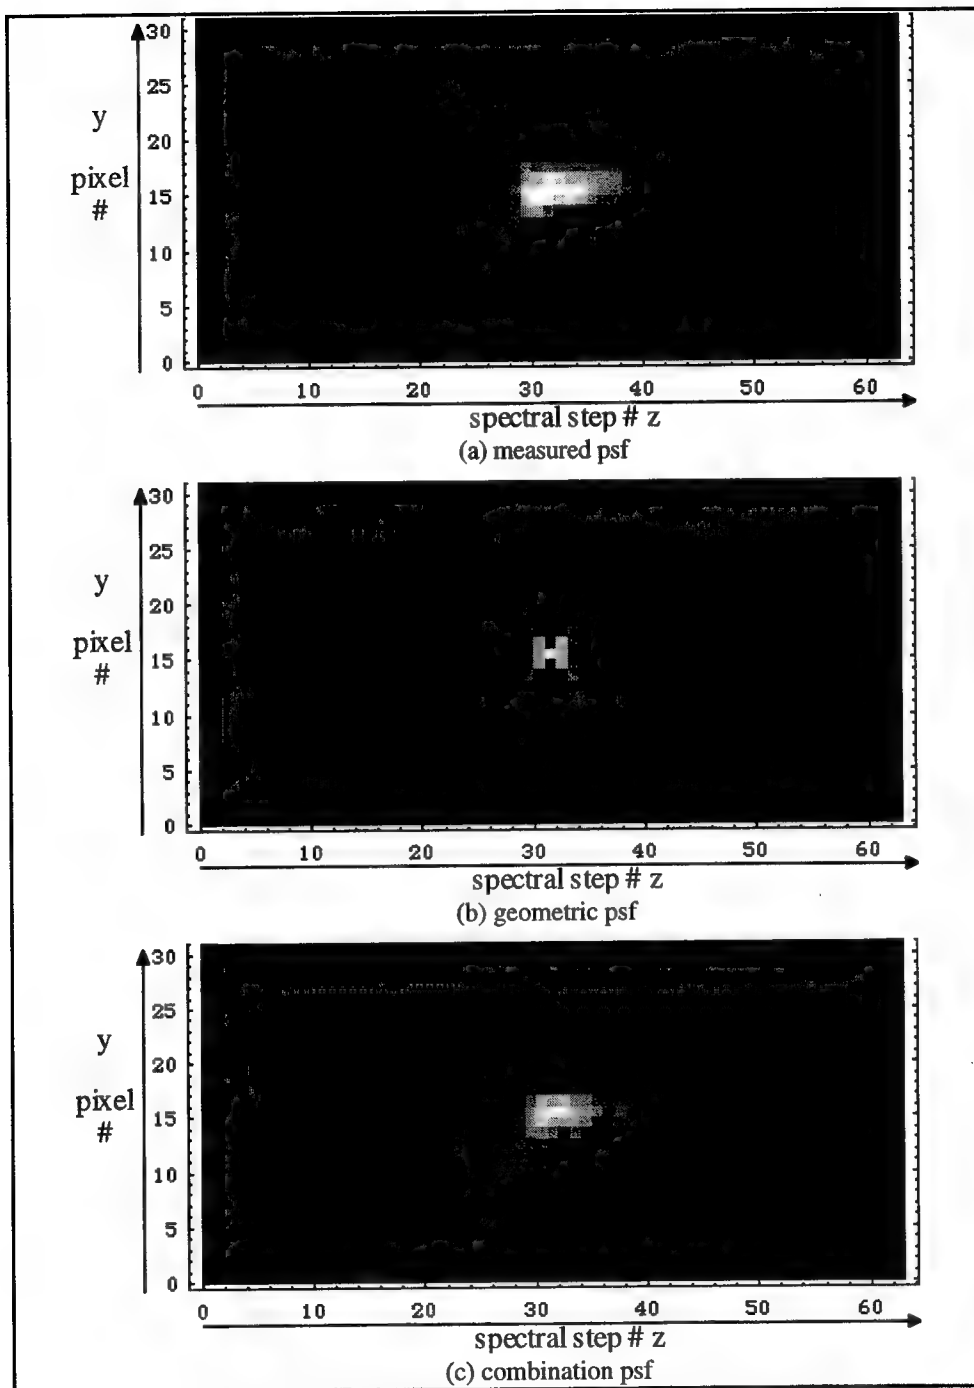 30
25
y
20
pixel
15
#
10
5
0
0 10 20 30 40 50 60
spectral step # z
(a) measured psf
30
25
y
20
pixel
15
#
10
5
0
0 10 20 30 40 50 60
spectral step # z
(b) geometric psf
30
25
y
20
pixel
15
#
10
5
0
0 10 20 30 40 50 60
spectral step # z
(c) combination psf